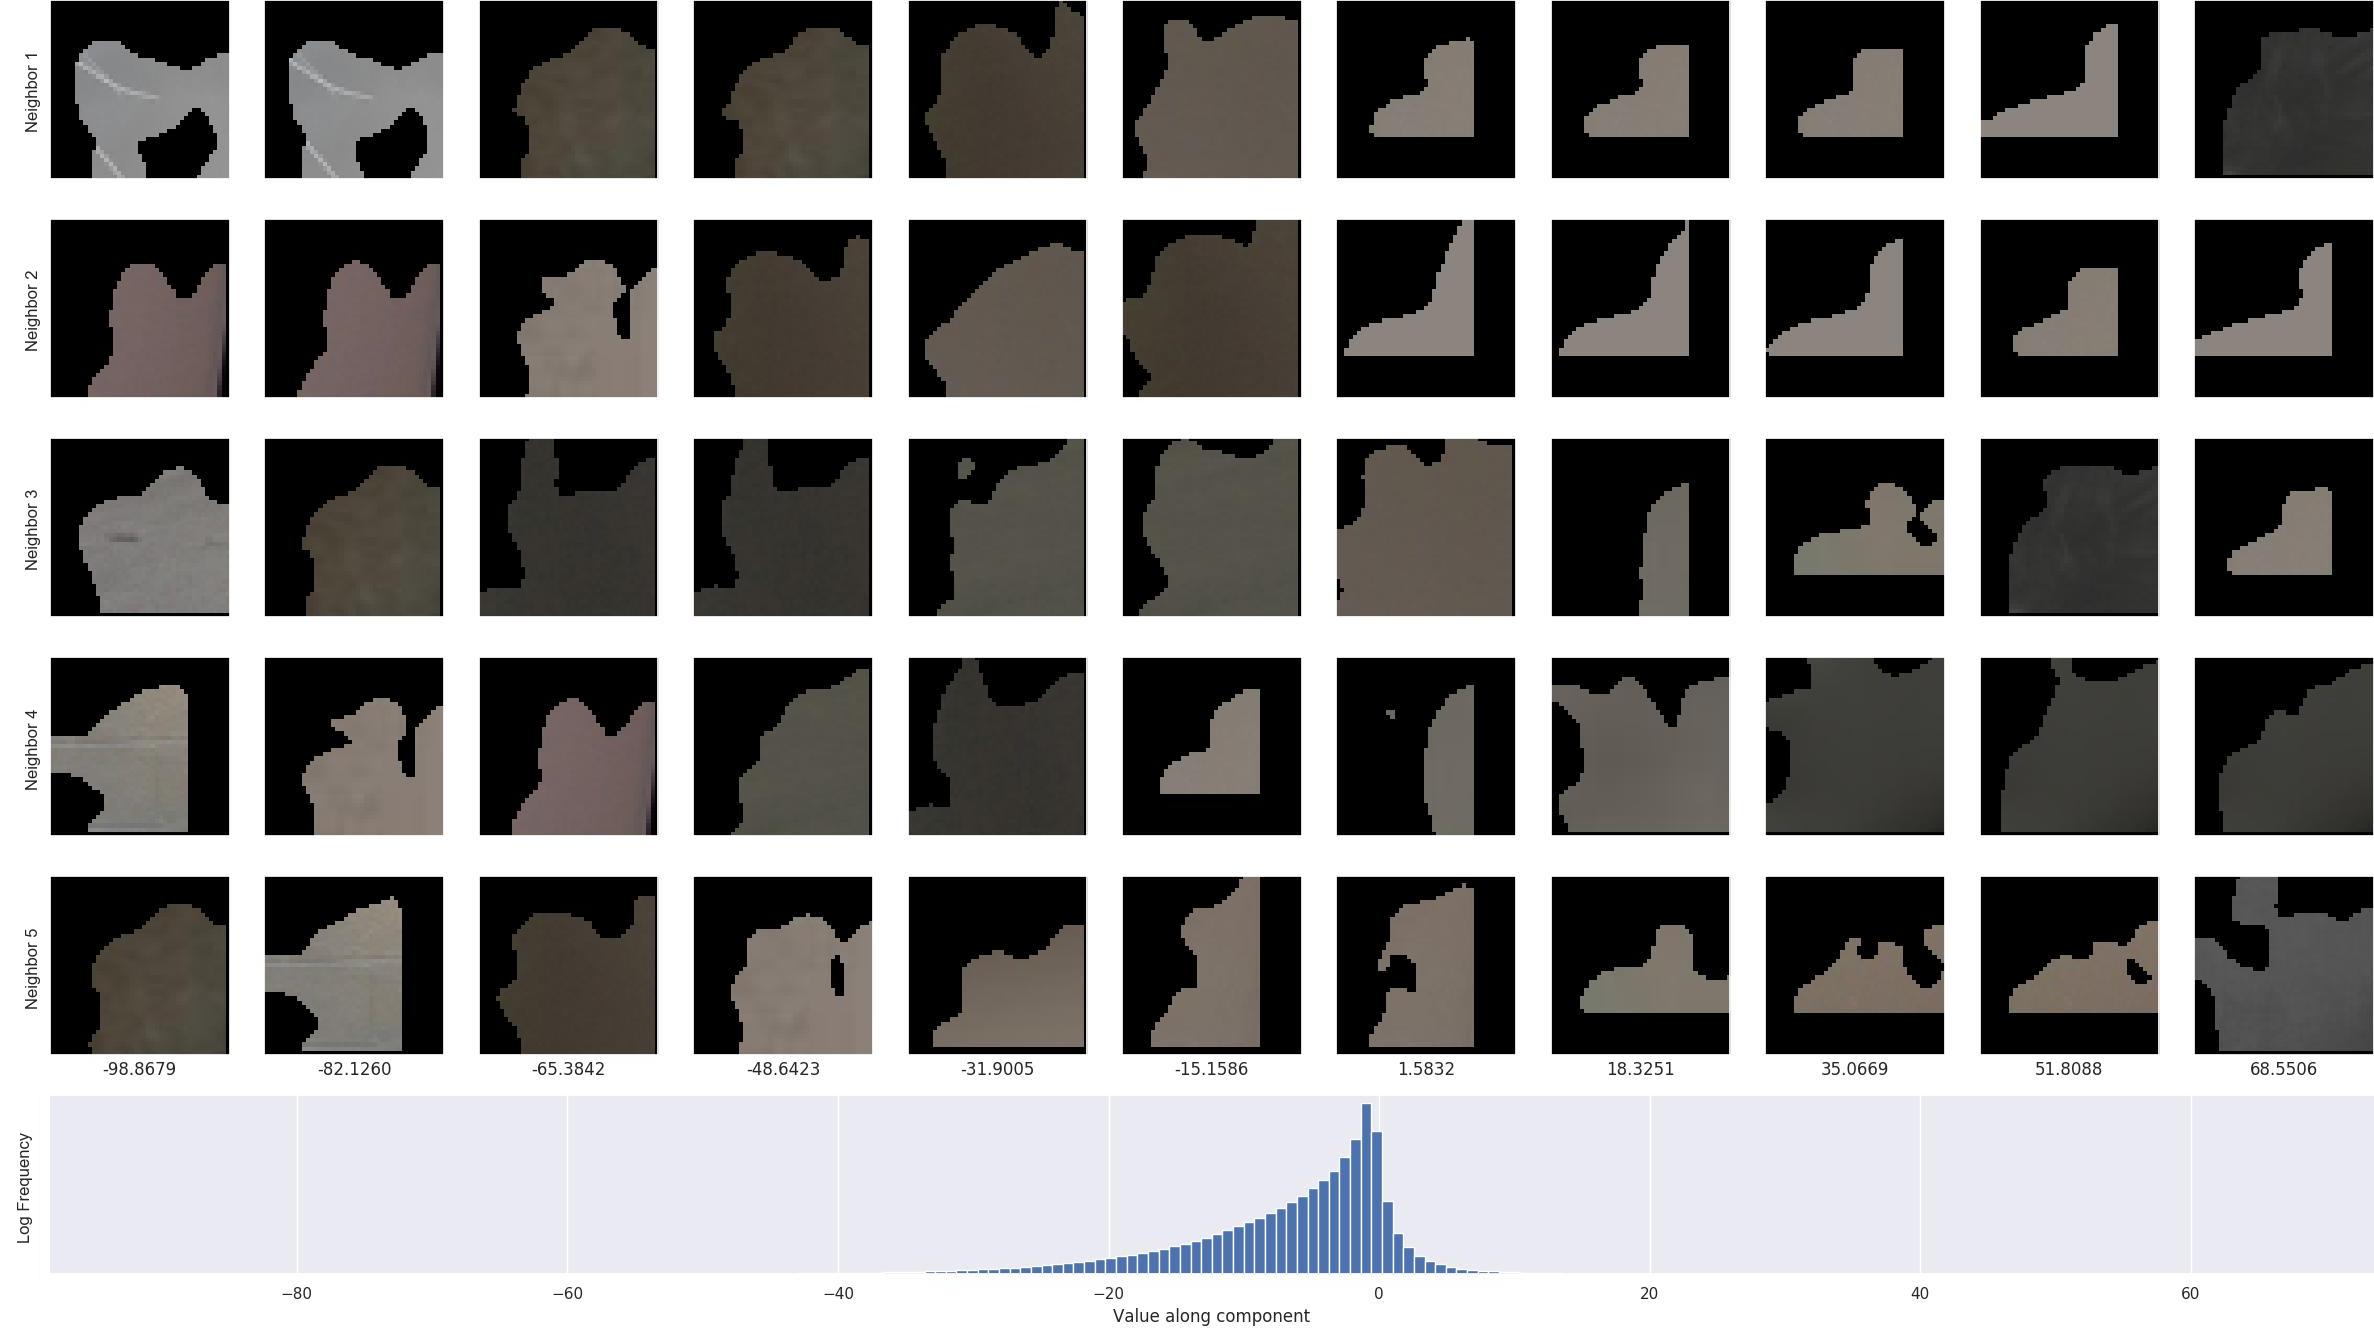 Neighbor 1
Neighbor 2
Neighbor 3
Neighbor 4
Neighbor 5
-98.8679 -82.1260 -65.3842 -48.6423 -31.9005 -15.1586 1.5832 18.3251 35.0669 51.8088 68.5506
Log Frequency
−80 −60 −40 −20 0 20 40 60
Value along component